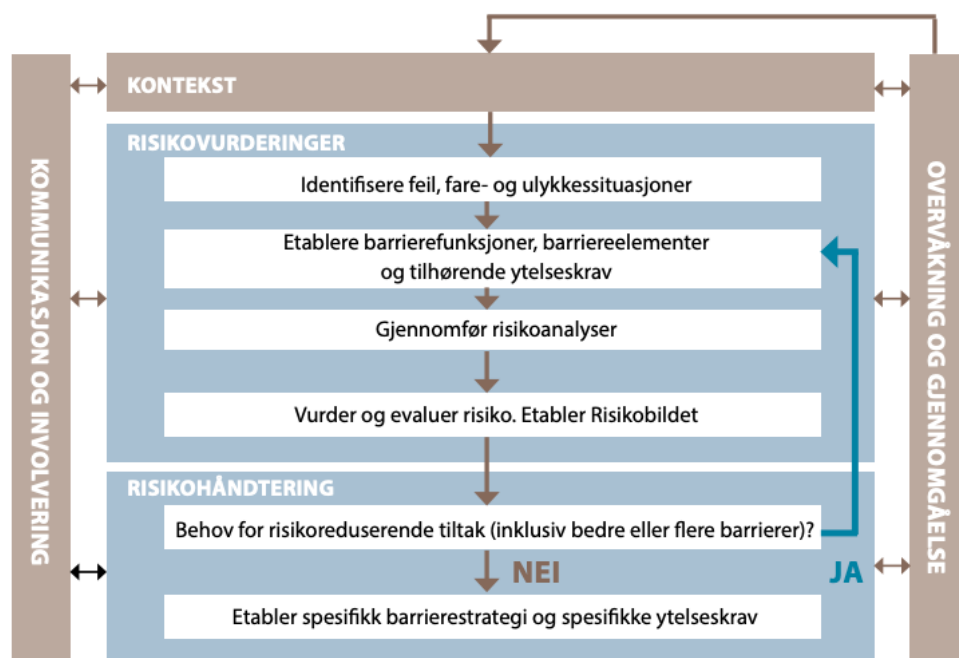 KONTEKST
KOMMUNIKASJON OG INVOLVERING
OVERVÅKNING OG GJENNOMGÅELSE
RISIKOVURDERINGER
Identifisere feil, fare- og ulykkessituasjoner
Etablere barrierefunksjoner, barriereelementer
og tilhørende ytelseskrav
Gjennomfør risikoanalyser
Vurder og evaluer risiko. Etabler Risikobildet
RISIKOHÅNDTERING
Behov for risikoreduserende tiltak (inklusiv bedre eller flere barrierer)?
NEI
JA
Etabler spesifikk barrierestrategi og spesifikke ytelseskrav